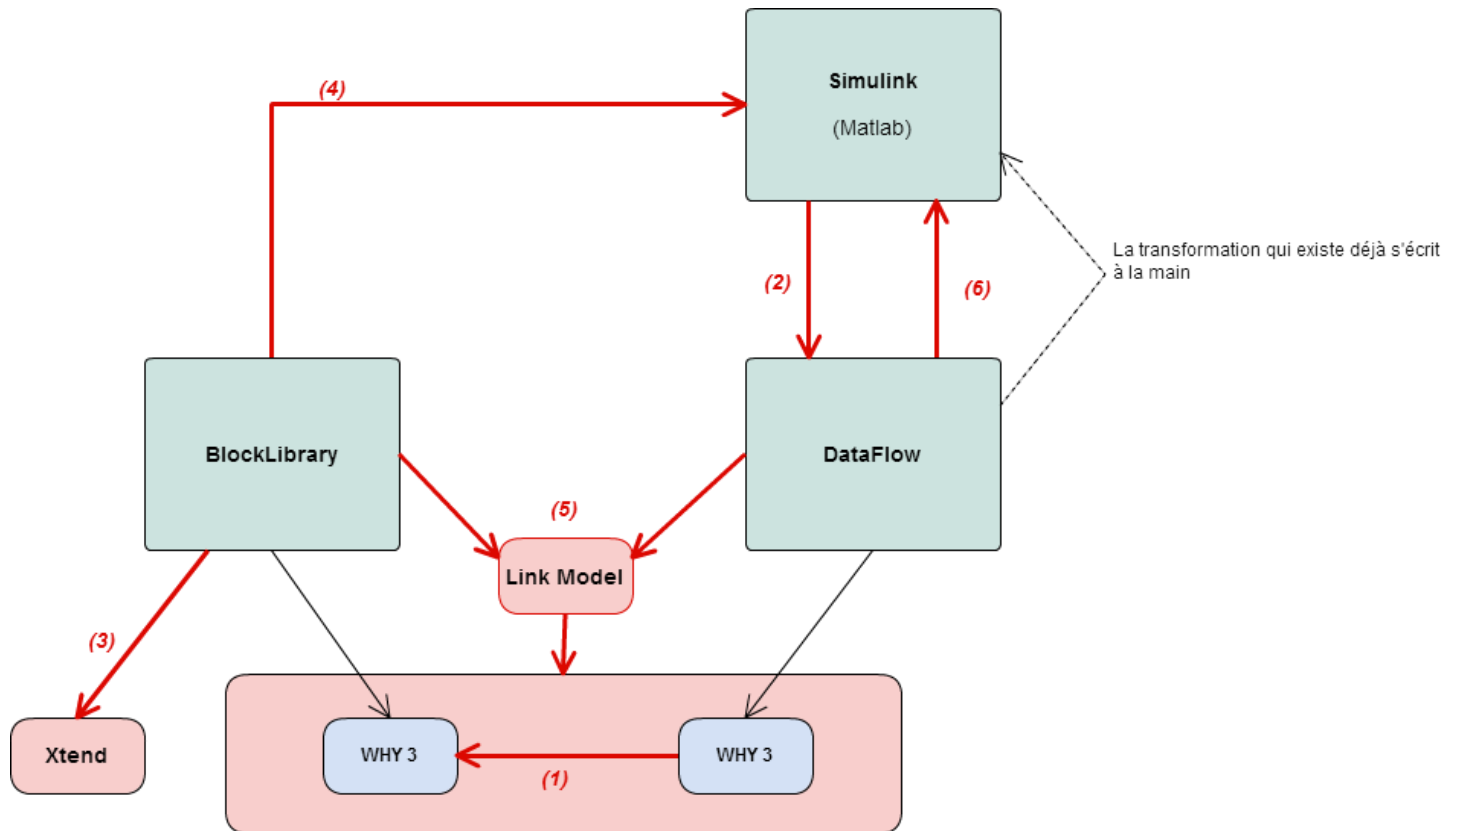 Simulink
(Matlab)
(4)
La transformation qui existe déjà s'écrit
à la main
(2)
(6)
BlockLibrary
DataFlow
(5)
Link Model
(3)
Xtend
WHY 3
WHY 3
(1)